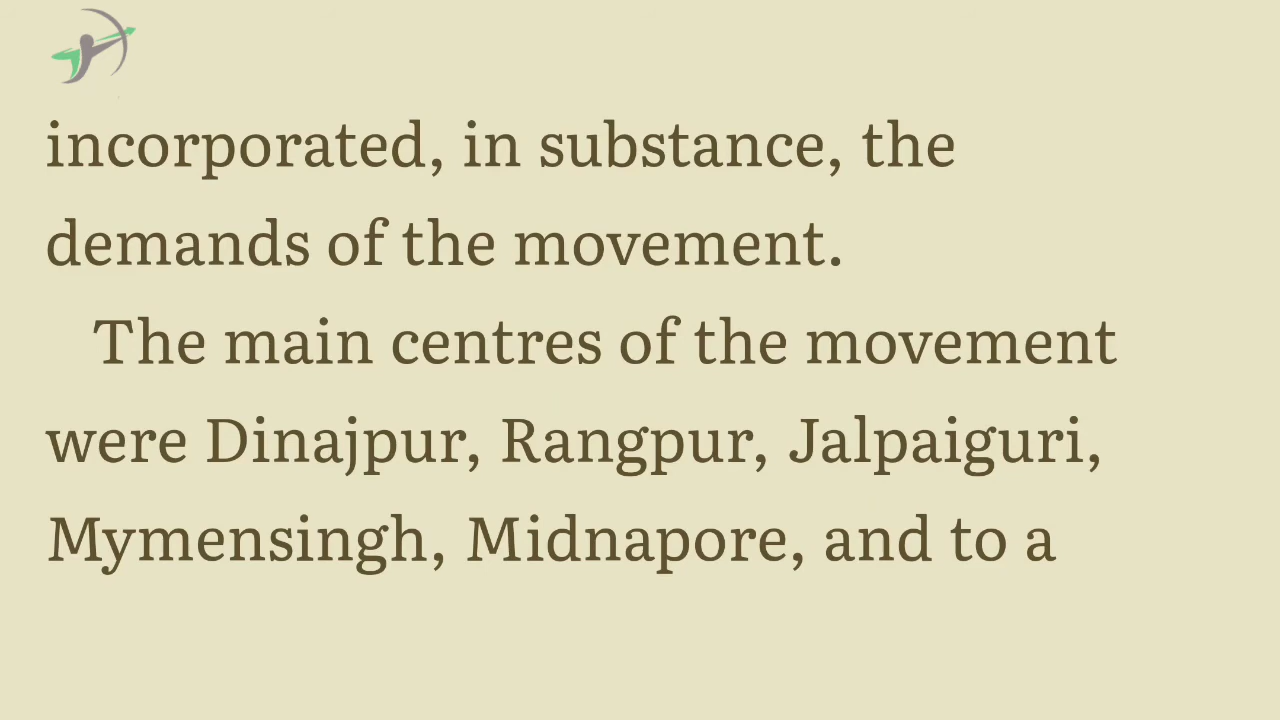 incorporated, in substance, the
demands of the movement.
The main centres of the movement
were Dinajpur, Rangpur, Jalpaiguri,
Mymensingh, Midnapore, and to a